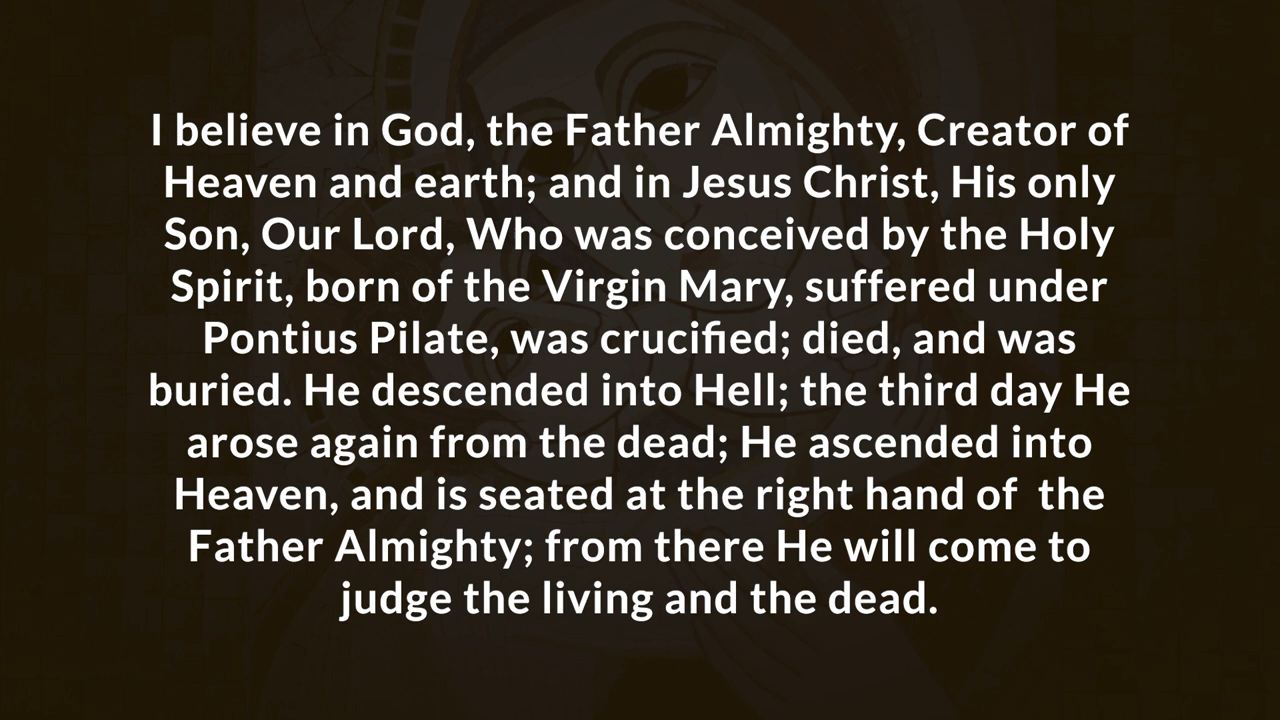 I believe in God, the Father Almighty, Creator of
Heaven and earth; and in Jesus Christ, His only
Son, Our Lord, Who was conceived by the Holy
Spirit, born of the Virgin Mary, suffered under
Pontius Pilate, was crucified; died, and was
buried. He descended into Hell; the third day He
arose again from the dead; He ascended into
Heaven, and is seated at the right hand of  the
Father Almighty; from there He will come to
judge the living and the dead.